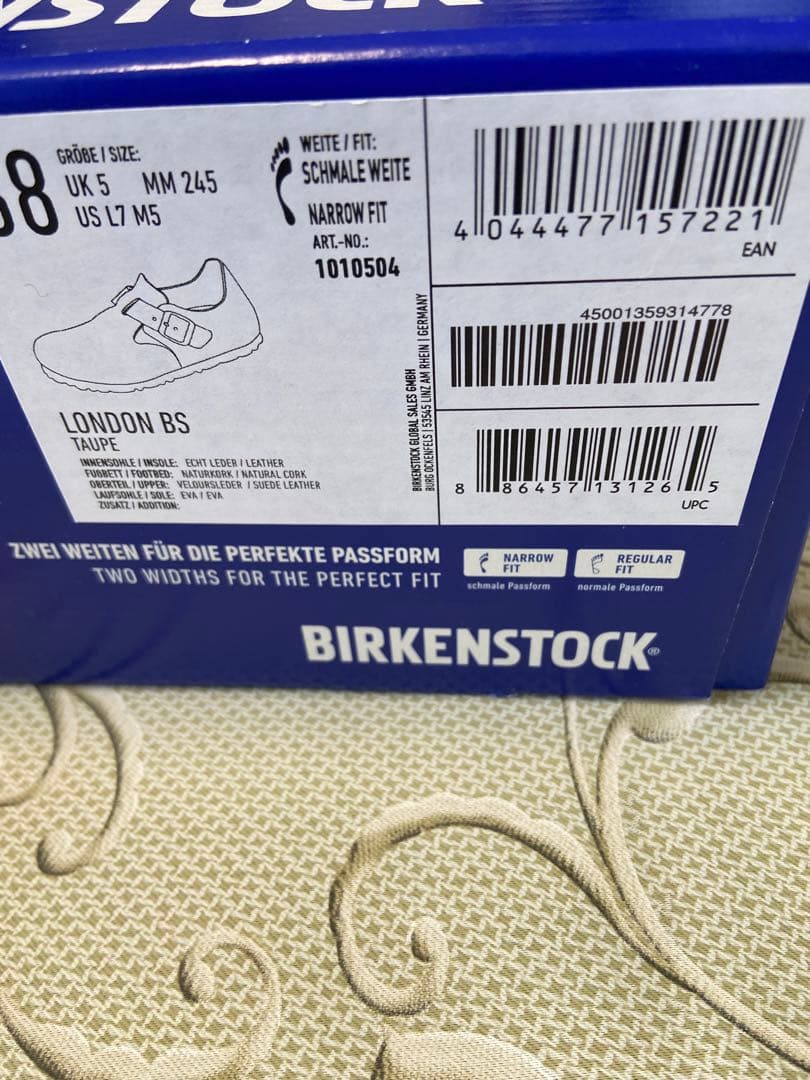 GRÖßE / SIZE:
38
UK 5 MM 245
US L7 M5
WEITE / FIT:
SCHMALE WEITE
NARROW FIT
ART.-NO.:
1010504
LONDON BS
TAUPE
INNENSOHLE / INSOLE: ECHT LEDER / LEATHER
FUßBETT / FOOTBED: NATURKORK / NATURAL CORK
OBERTEIL / UPPER: VELOURSLEDER / SUEDE LEATHER
LAUFSOHLE / SOLE: EVA / EVA
ZUSATZ / ADDITION:
BIRKENSTOCK GLOBAL SALES GMBH
BURG OCKENFELS | 53545 LINZ AM RHEIN | GERMANY
4 044477 157221
EAN
45001359314778
8 86457 13126 5
UPC
ZWEI WEITEN FÜR DIE PERFEKTE PASSFORM
TWO WIDTHS FOR THE PERFECT FIT
NARROW
FIT
schmale Passform
REGULAR
FIT
normale Passform
BIRKENSTOCK®